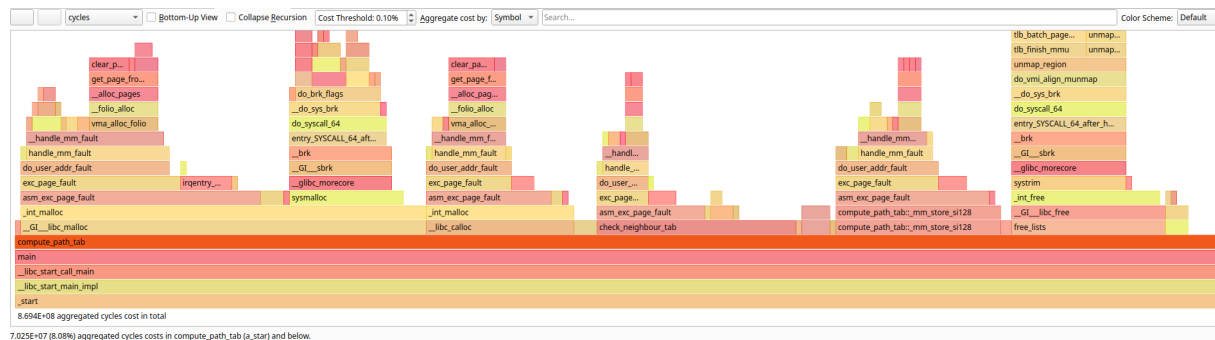 cycles Bottom-Up View Collapse Recursion Cost Threshold: 0.10% Aggregate cost by: Symbol Search... Color Scheme: Default
tlb_batch_page... unmap...
tlb_finish_mmu unmap...
clear_p... clear_pa... unmap_region
get_page_fro... get_page_f... do_vmi_align_munmap
__alloc_pages do_brk_flags __alloc_pag... __do_sys_brk
__folio_alloc __do_sys_brk __folio_alloc do_syscall_64
vma_alloc_folio do_syscall_64 vma_alloc_... entry_SYSCALL_64_after_h...
__handle_mm_fault entry_SYSCALL_64_aft... __handle_mm_f... __handle_mm... __brk
handle_mm_fault __brk handle_mm_fault __handl... handle_mm_fault __GI___sbrk
do_user_addr_fault __GI___sbrk do_user_addr_fault handle_... do_user_addr_fault __glibc_morecore
exc_page_fault irqentry_... __glibc_morecore exc_page_fault do_user_... exc_page_fault systrim
asm_exc_page_fault sysmalloc asm_exc_page_fault exc_page... asm_exc_page_fault _int_free
_int_malloc _int_malloc asm_exc_page_fault compute_path_tab::_mm_store_si128 __GI___libc_free
__GI___libc_malloc __libc_calloc check_neighbour_tab compute_path_tab::_mm_store_si128 free_lists
compute_path_tab
main
__libc_start_call_main
__libc_start_main_impl
_start
8.694E+08 aggregated cycles cost in total
7.025E+07 (8.08%) aggregated cycles costs in compute_path_tab (a_star) and below.